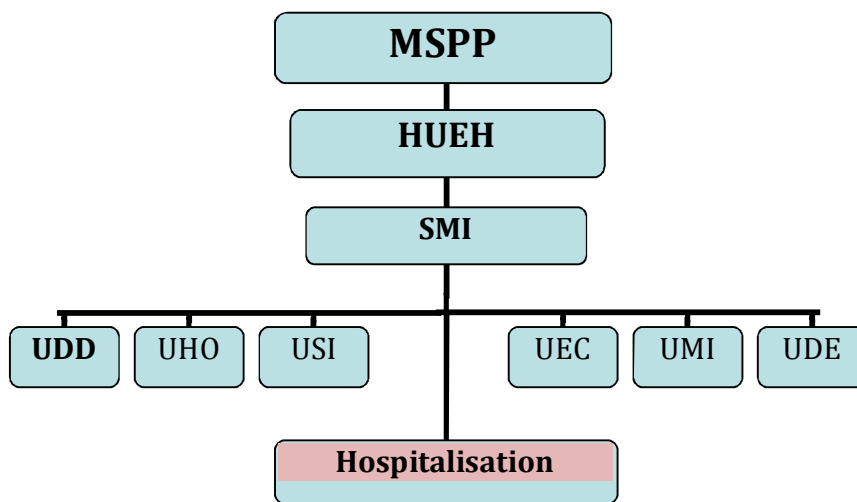 MSPP
HUEH
SMI
UDD UHO USI UEC UMI UDE
Hospitalisation